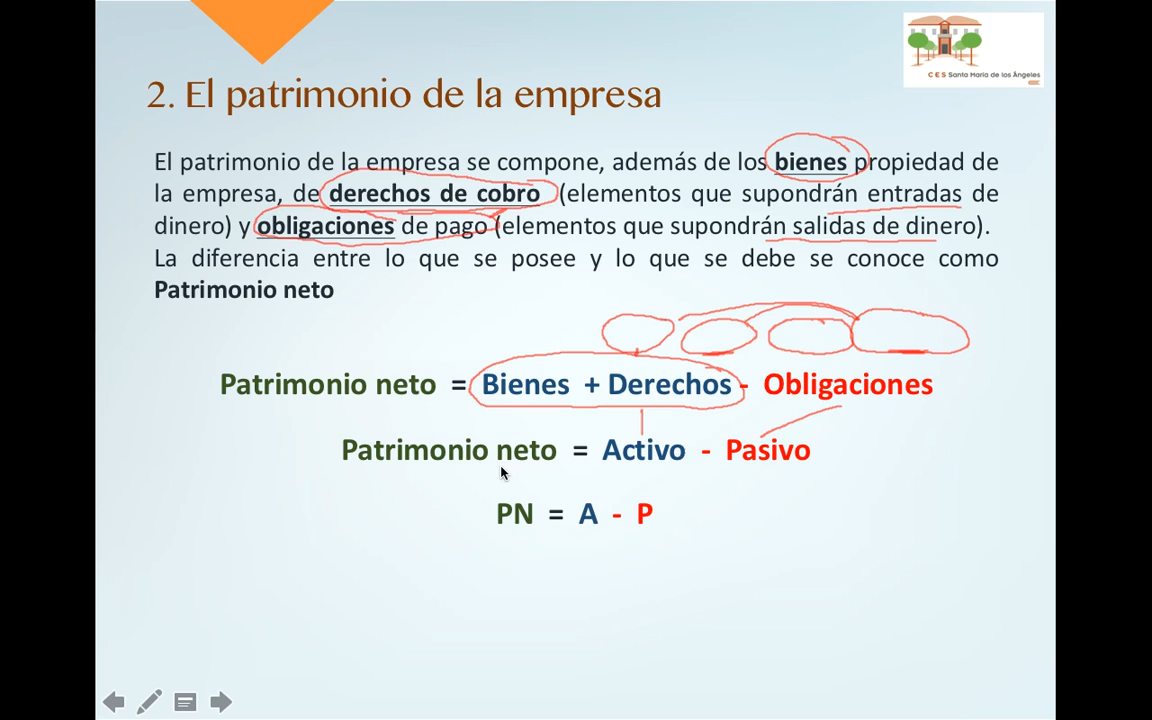 C E S Santa María de los Ángeles
2. El patrimonio de la empresa
El patrimonio de la empresa se compone, además de los bienes propiedad de
la empresa, de derechos de cobro (elementos que supondrán entradas de
dinero) y obligaciones de pago (elementos que supondrán salidas de dinero).
La diferencia entre lo que se posee y lo que se debe se conoce como
Patrimonio neto
Patrimonio neto = Bienes + Derechos - Obligaciones
Patrimonio neto = Activo - Pasivo
PN = A - P